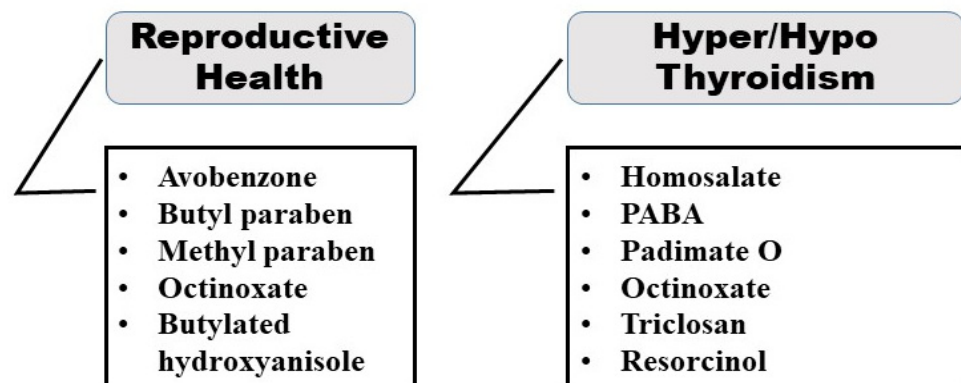 Reproductive
Health
• Avobenzone
• Butyl paraben
• Methyl paraben
• Octinoxate
• Butylated
hydroxyanisole
Hyper/Hypo
Thyroidism
• Homosalate
• PABA
• Padimate O
• Octinoxate
• Triclosan
• Resorcinol